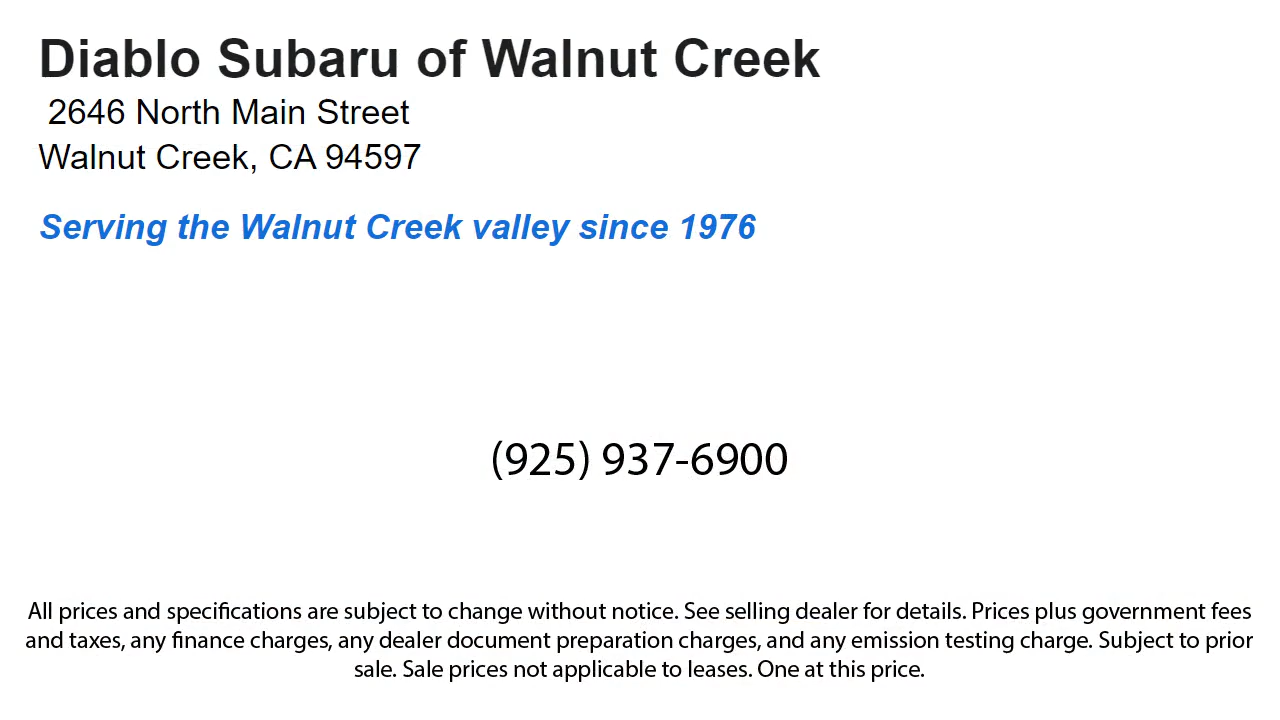 Diablo Subaru of Walnut Creek
2646 North Main Street
Walnut Creek, CA 94597
Serving the Walnut Creek valley since 1976
(925) 937-6900
All prices and specifications are subject to change without notice. See selling dealer for details. Prices plus government fees
and taxes, any finance charges, any dealer document preparation charges, and any emission testing charge. Subject to prior
sale. Sale prices not applicable to leases. One at this price.